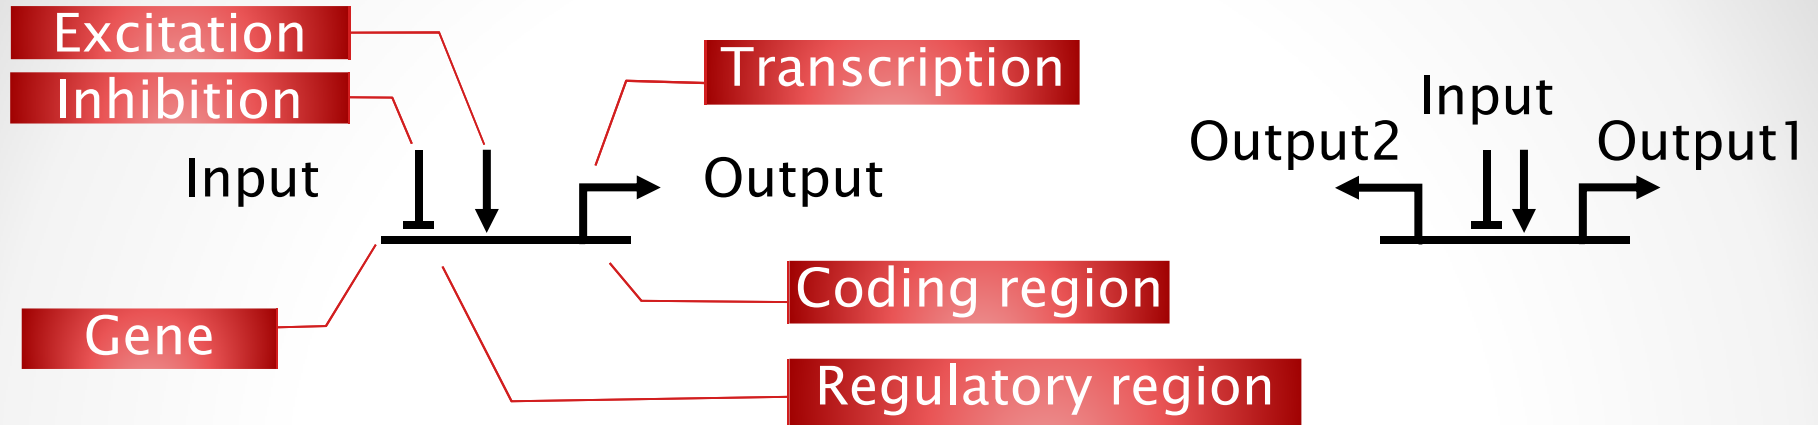 Excitation
Inhibition
Transcription
Input
Output
Gene
Coding region
Regulatory region
Input
Output2
Output1